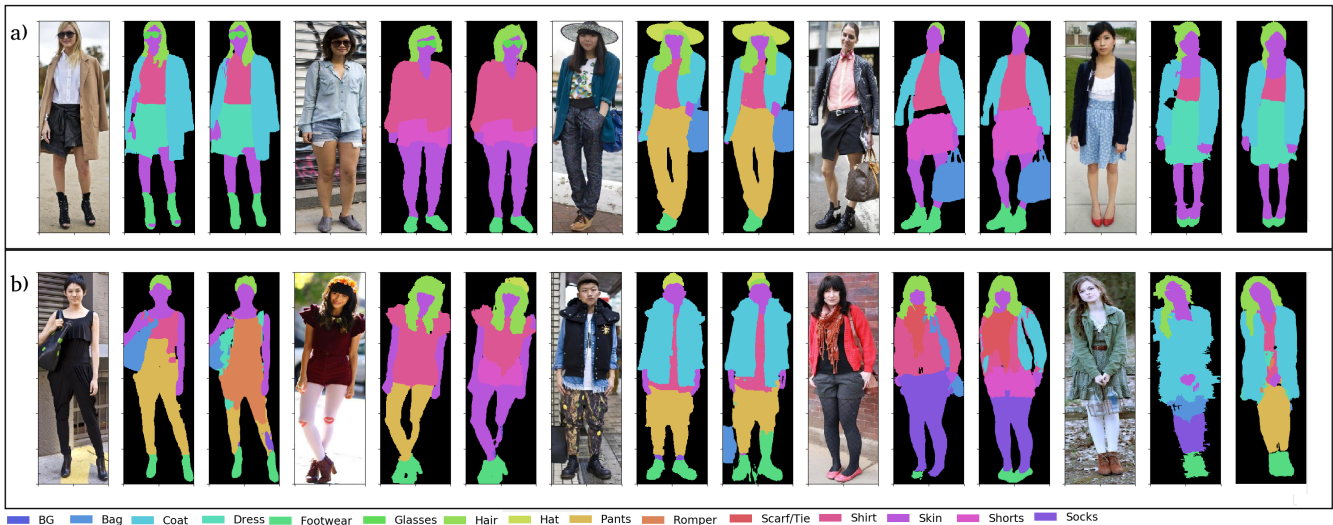 a)
b)
BG Bag Coat Dress Footwear Glasses Hair Hat Pants Romper Scarf/Tie Shirt Skin Shorts Socks